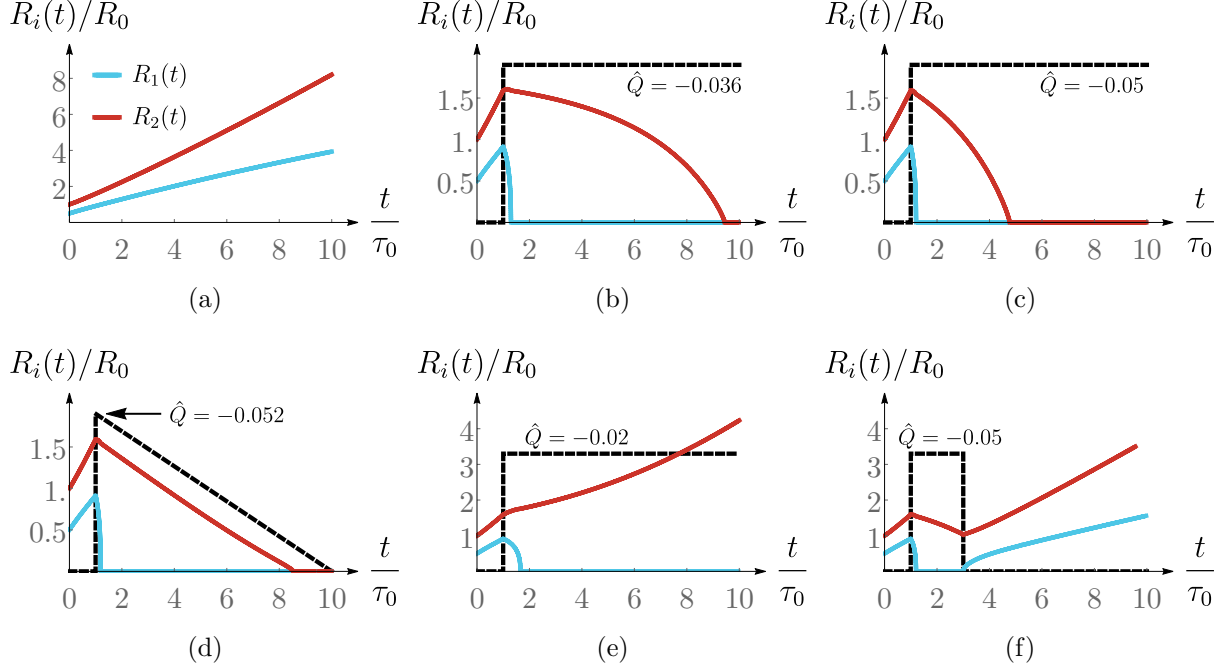 R_i(t)/R_0
8
6
4
2
R_1(t)
R_2(t)
0 2 4 6 8 10
t/τ_0
(a)
R_i(t)/R_0
1.5
1.
0.5
Q̂ = −0.036
0 2 4 6 8 10
t/τ_0
(b)
R_i(t)/R_0
1.5
1.
0.5
Q̂ = −0.05
0 2 4 6 8 10
t/τ_0
(c)
R_i(t)/R_0
1.5
1.
0.5
Q̂ = −0.052
0 2 4 6 8 10
t/τ_0
(d)
R_i(t)/R_0
4
3
2
1
Q̂ = −0.02
0 2 4 6 8 10
t/τ_0
(e)
R_i(t)/R_0
4
3
2
1
Q̂ = −0.05
0 2 4 6 8 10
t/τ_0
(f)